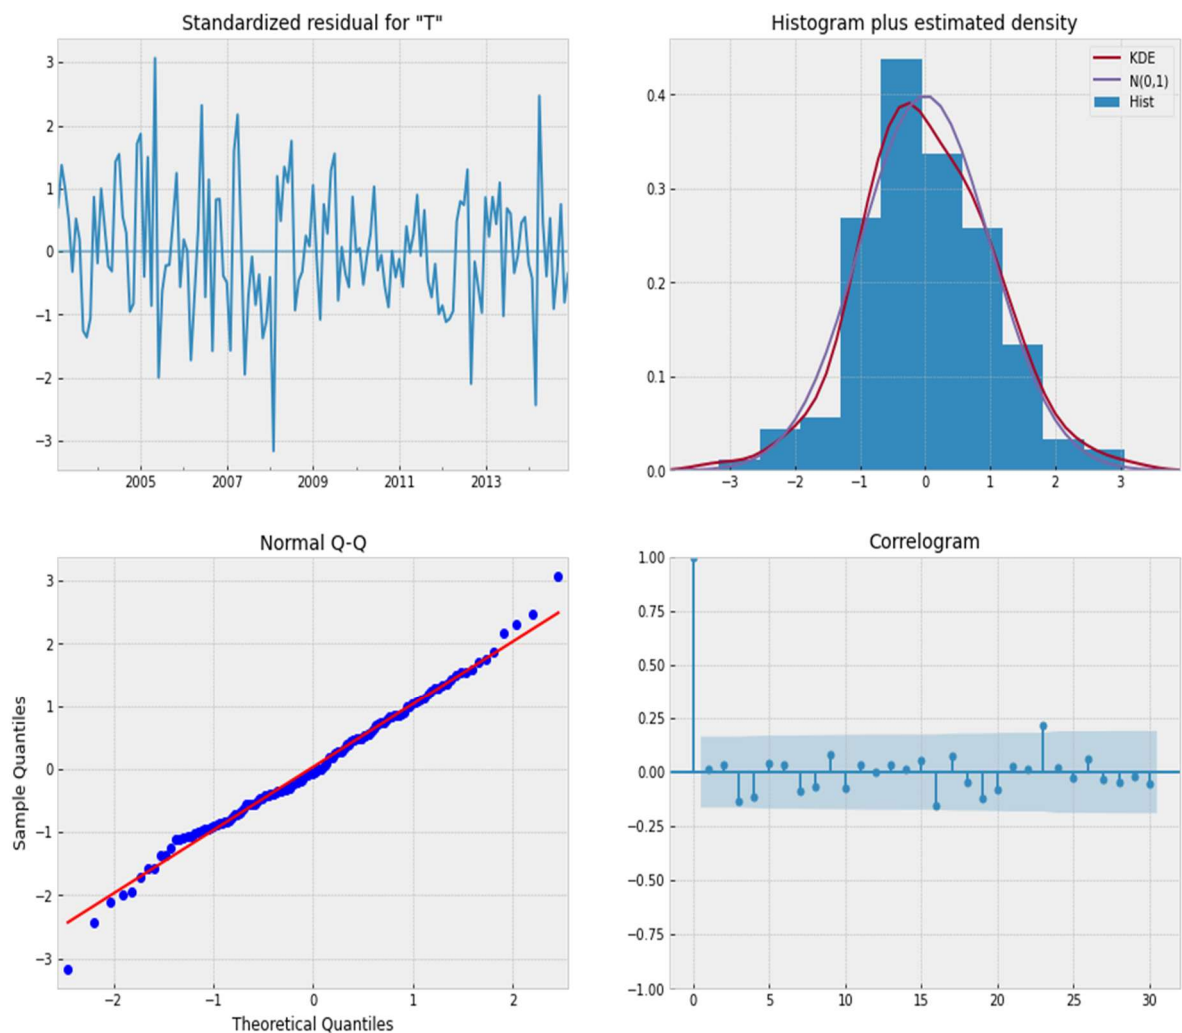 Standardized residual for "T"
3
2
1
0
−1
−2
−3
2005 2007 2009 2011 2013
Histogram plus estimated density
KDE
N(0,1)
Hist
0.4
0.3
0.2
0.1
0.0
−3 −2 −1 0 1 2 3
Normal Q-Q
Sample Quantiles
3
2
1
0
−1
−2
−3
−2 −1 0 1 2
Theoretical Quantiles
Correlogram
1.00
0.75
0.50
0.25
0.00
−0.25
−0.50
−0.75
−1.00
0 5 10 15 20 25 30